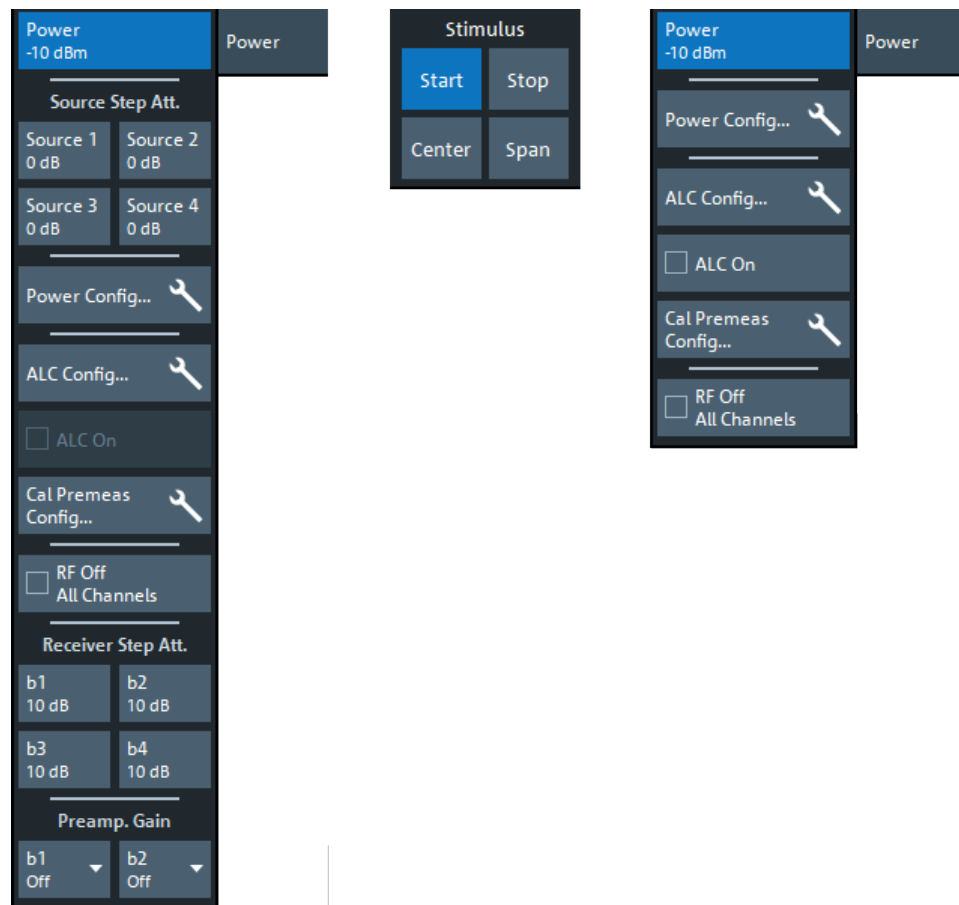 Power
-10 dBm
Power
Source Step Att.
Source 1
0 dB
Source 2
0 dB
Source 3
0 dB
Source 4
0 dB
Power Config...
ALC Config...
ALC On
Cal Premeas
Config...
RF Off
All Channels
Receiver Step Att.
b1
10 dB
b2
10 dB
b3
10 dB
b4
10 dB
Preamp. Gain
b1
Off
b2
Off
Stimulus
Start
Stop
Center
Span
Power
-10 dBm
Power
Power Config...
ALC Config...
ALC On
Cal Premeas
Config...
RF Off
All Channels